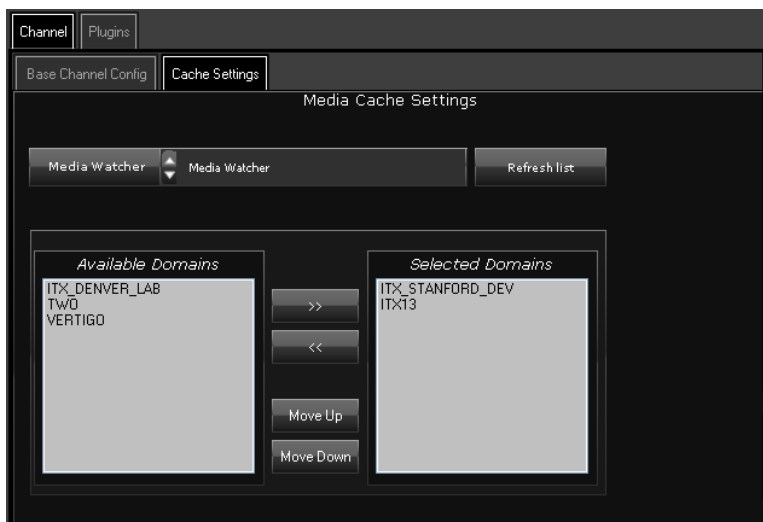 Channel Plugins
Base Channel Config Cache Settings
Media Cache Settings
Media Watcher Media Watcher Refresh list
Available Domains
ITX_DENVER_LAB
TWO
VERTIGO
>>
<<
Move Up
Move Down
Selected Domains
ITX_STANFORD_DEV
ITX13